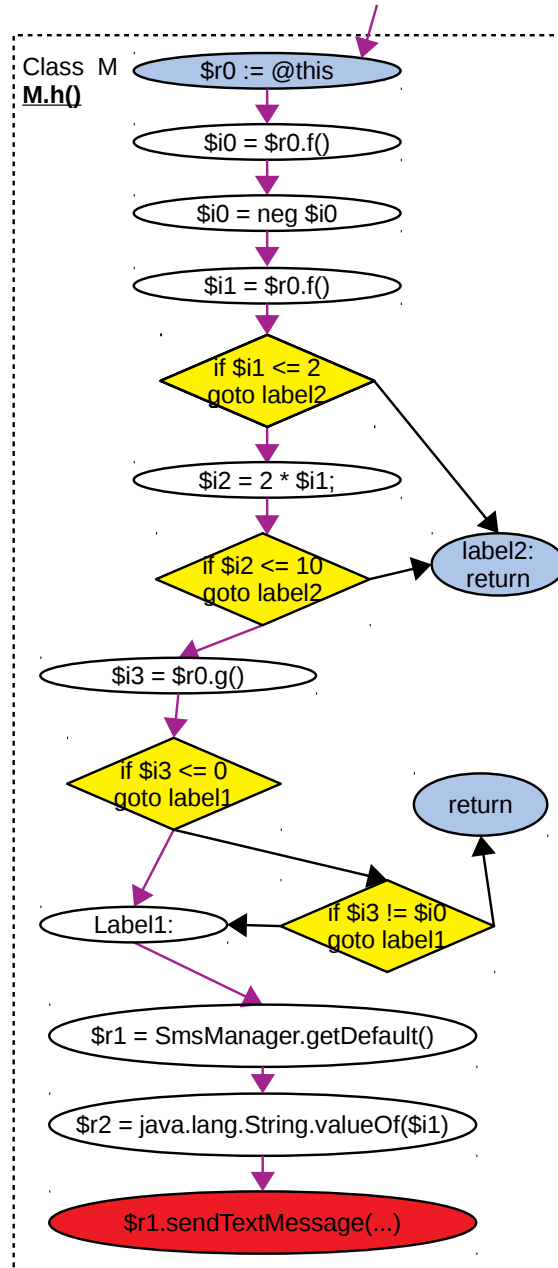 Class M
M.h()
$r0 := @this
$i0 = $r0.f()
$i0 = neg $i0
$i1 = $r0.f()
if $i1 <= 2
goto label2
$i2 = 2 * $i1;
if $i2 <= 10
goto label2
label2:
return
$i3 = $r0.g()
if $i3 <= 0
goto label1
return
if $i3 != $i0
goto label1
Label1:
$r1 = SmsManager.getDefault()
$r2 = java.lang.String.valueOf($i1)
$r1.sendTextMessage(...)